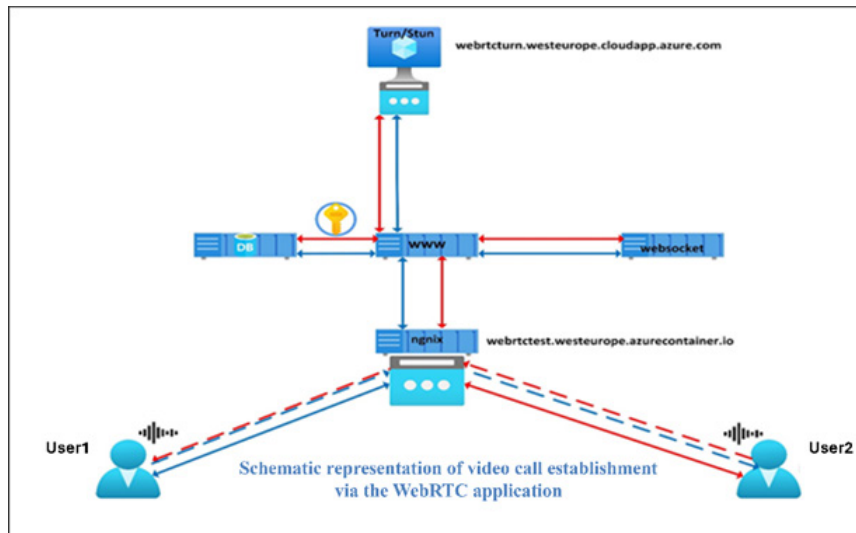 Turn/Stun
webrtcturn.westeurope.cloudapp.azure.com
DB
www
websocket
ngnix
webrtctest.westeurope.azurecontainer.io
User1
User2
Schematic representation of video call establishment
via the WebRTC application